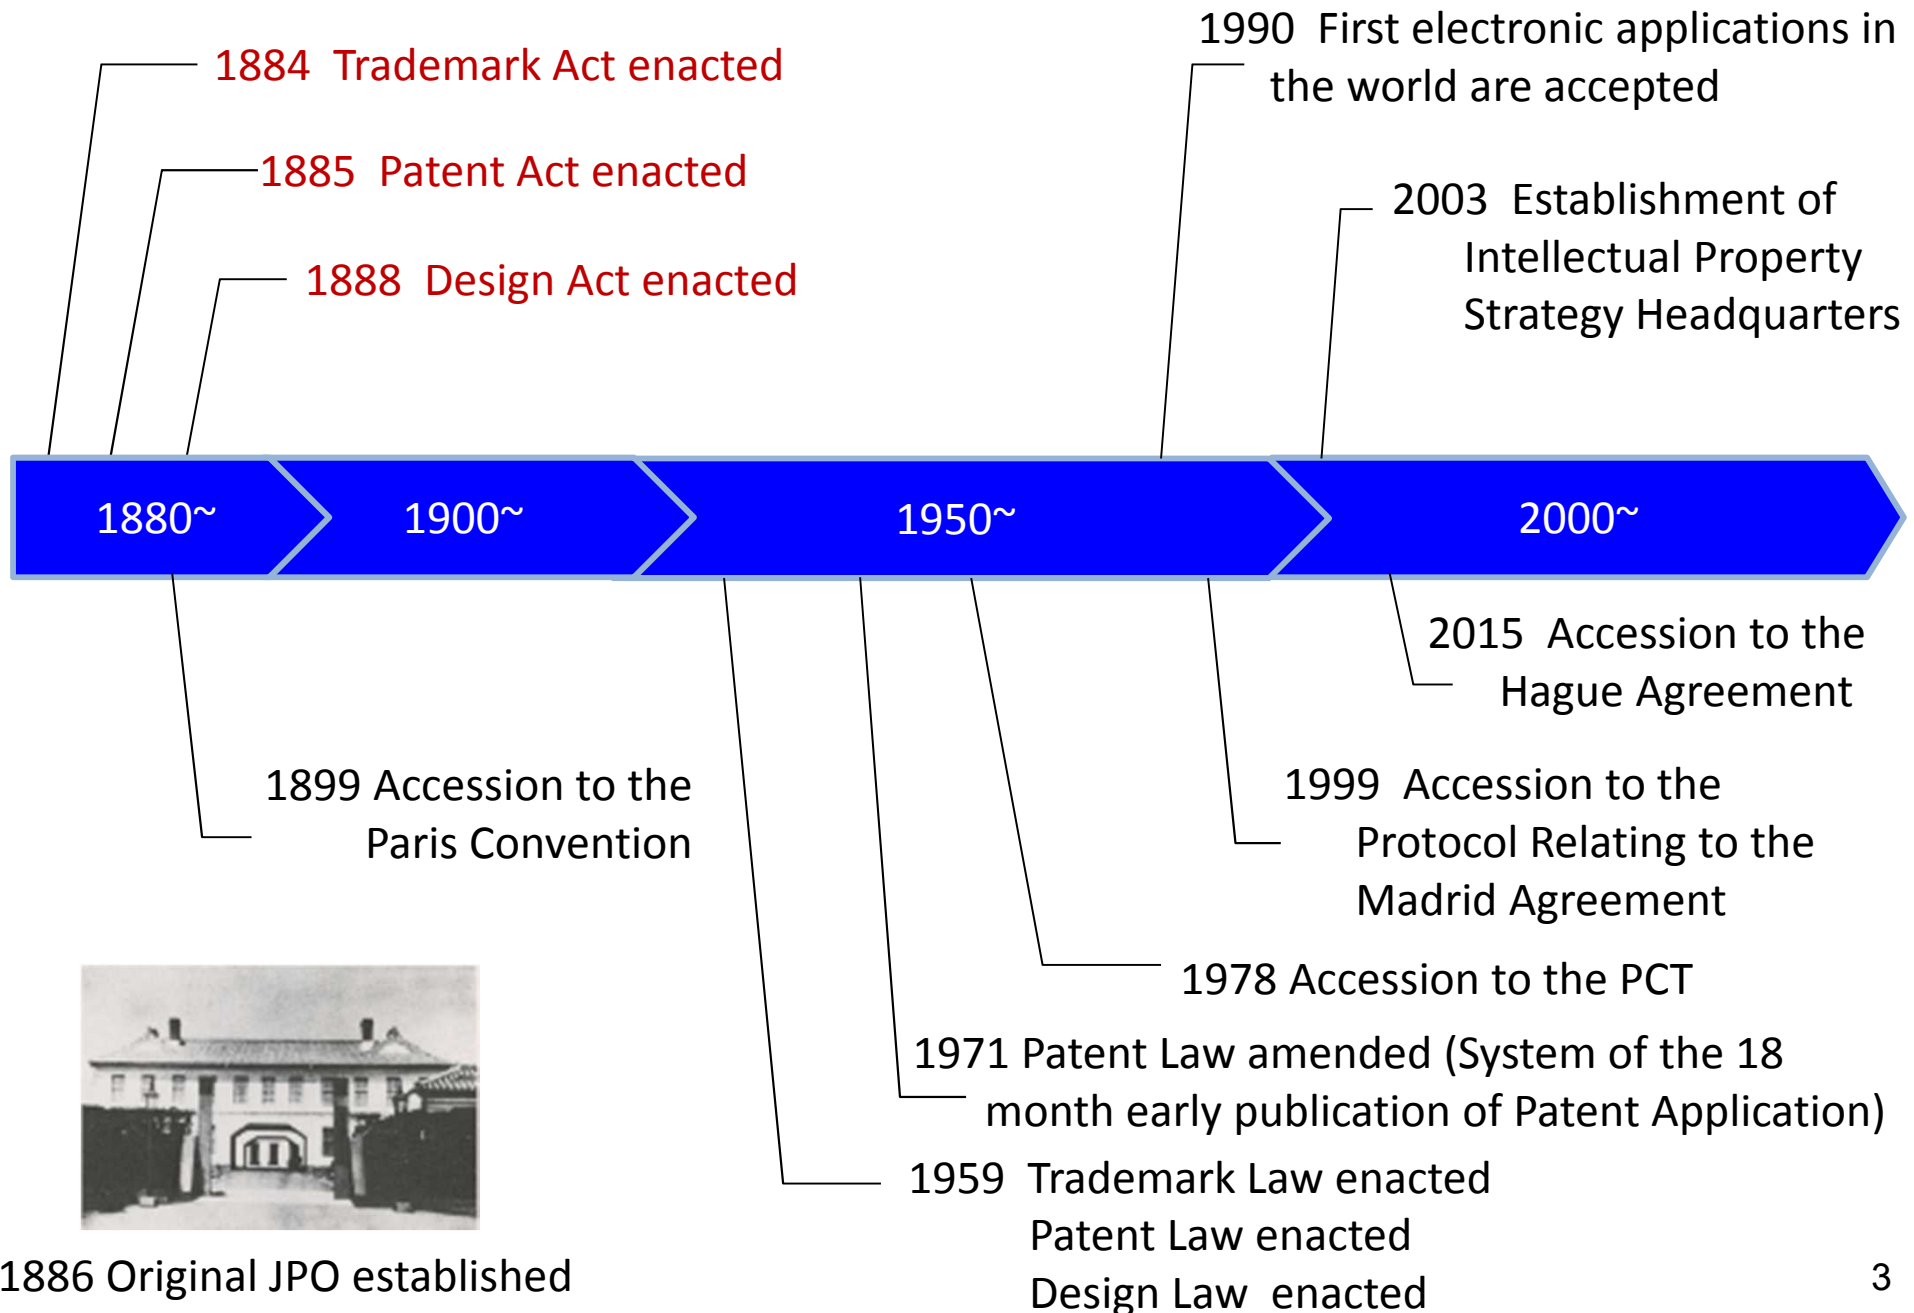 1990  First electronic applications in
the world are accepted
1884  Trademark Act enacted
1885  Patent Act enacted
2003  Establishment of
Intellectual Property
Strategy Headquarters
1888  Design Act enacted
1880~
1900~
1950~
2000~
2015  Accession to the
Hague Agreement
1899 Accession to the
Paris Convention
1999  Accession to the
Protocol Relating to the
Madrid Agreement
1978 Accession to the PCT
1971 Patent Law amended (System of the 18
month early publication of Patent Application)
1959  Trademark Law enacted
Patent Law enacted
Design Law  enacted
1886 Original JPO established
3